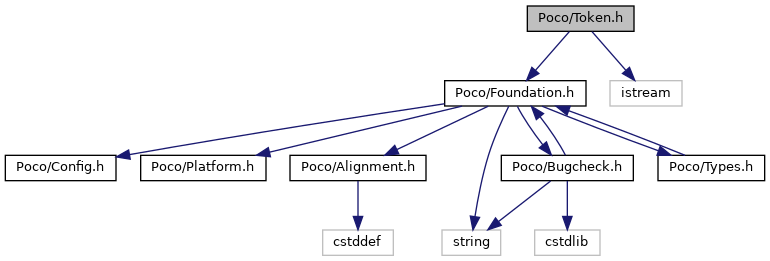 Poco/Token.h
Poco/Foundation.h
istream
Poco/Config.h
Poco/Platform.h
Poco/Alignment.h
Poco/Bugcheck.h
Poco/Types.h
cstddef
string
cstdlib